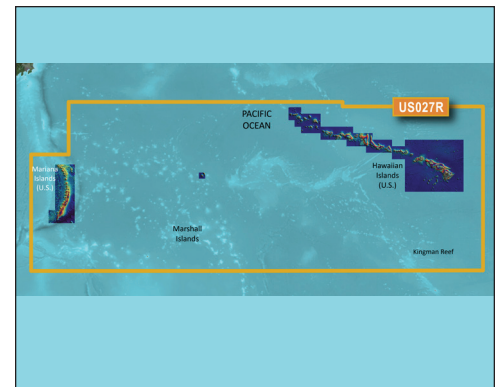 US027R
PACIFIC
OCEAN
Mariana
Islands
(U.S.)
Hawaiian
Islands
(U.S.)
Marshall
Islands
Kingman Reef